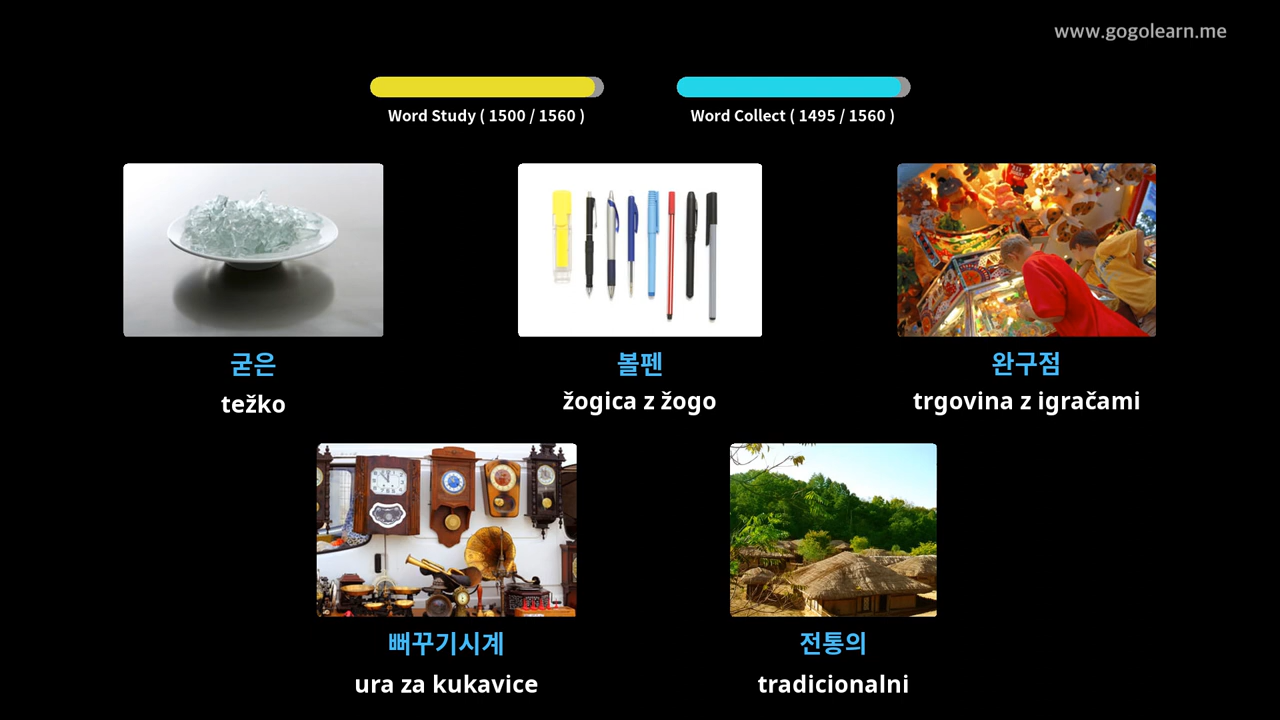 www.gogolearn.me
Word Study ( 1500 / 1560 )
Word Collect ( 1495 / 1560 )
굳은
težko
볼펜
žogica z žogo
완구점
trgovina z igračami
뻐꾸기시계
ura za kukavice
전통의
tradicionalni